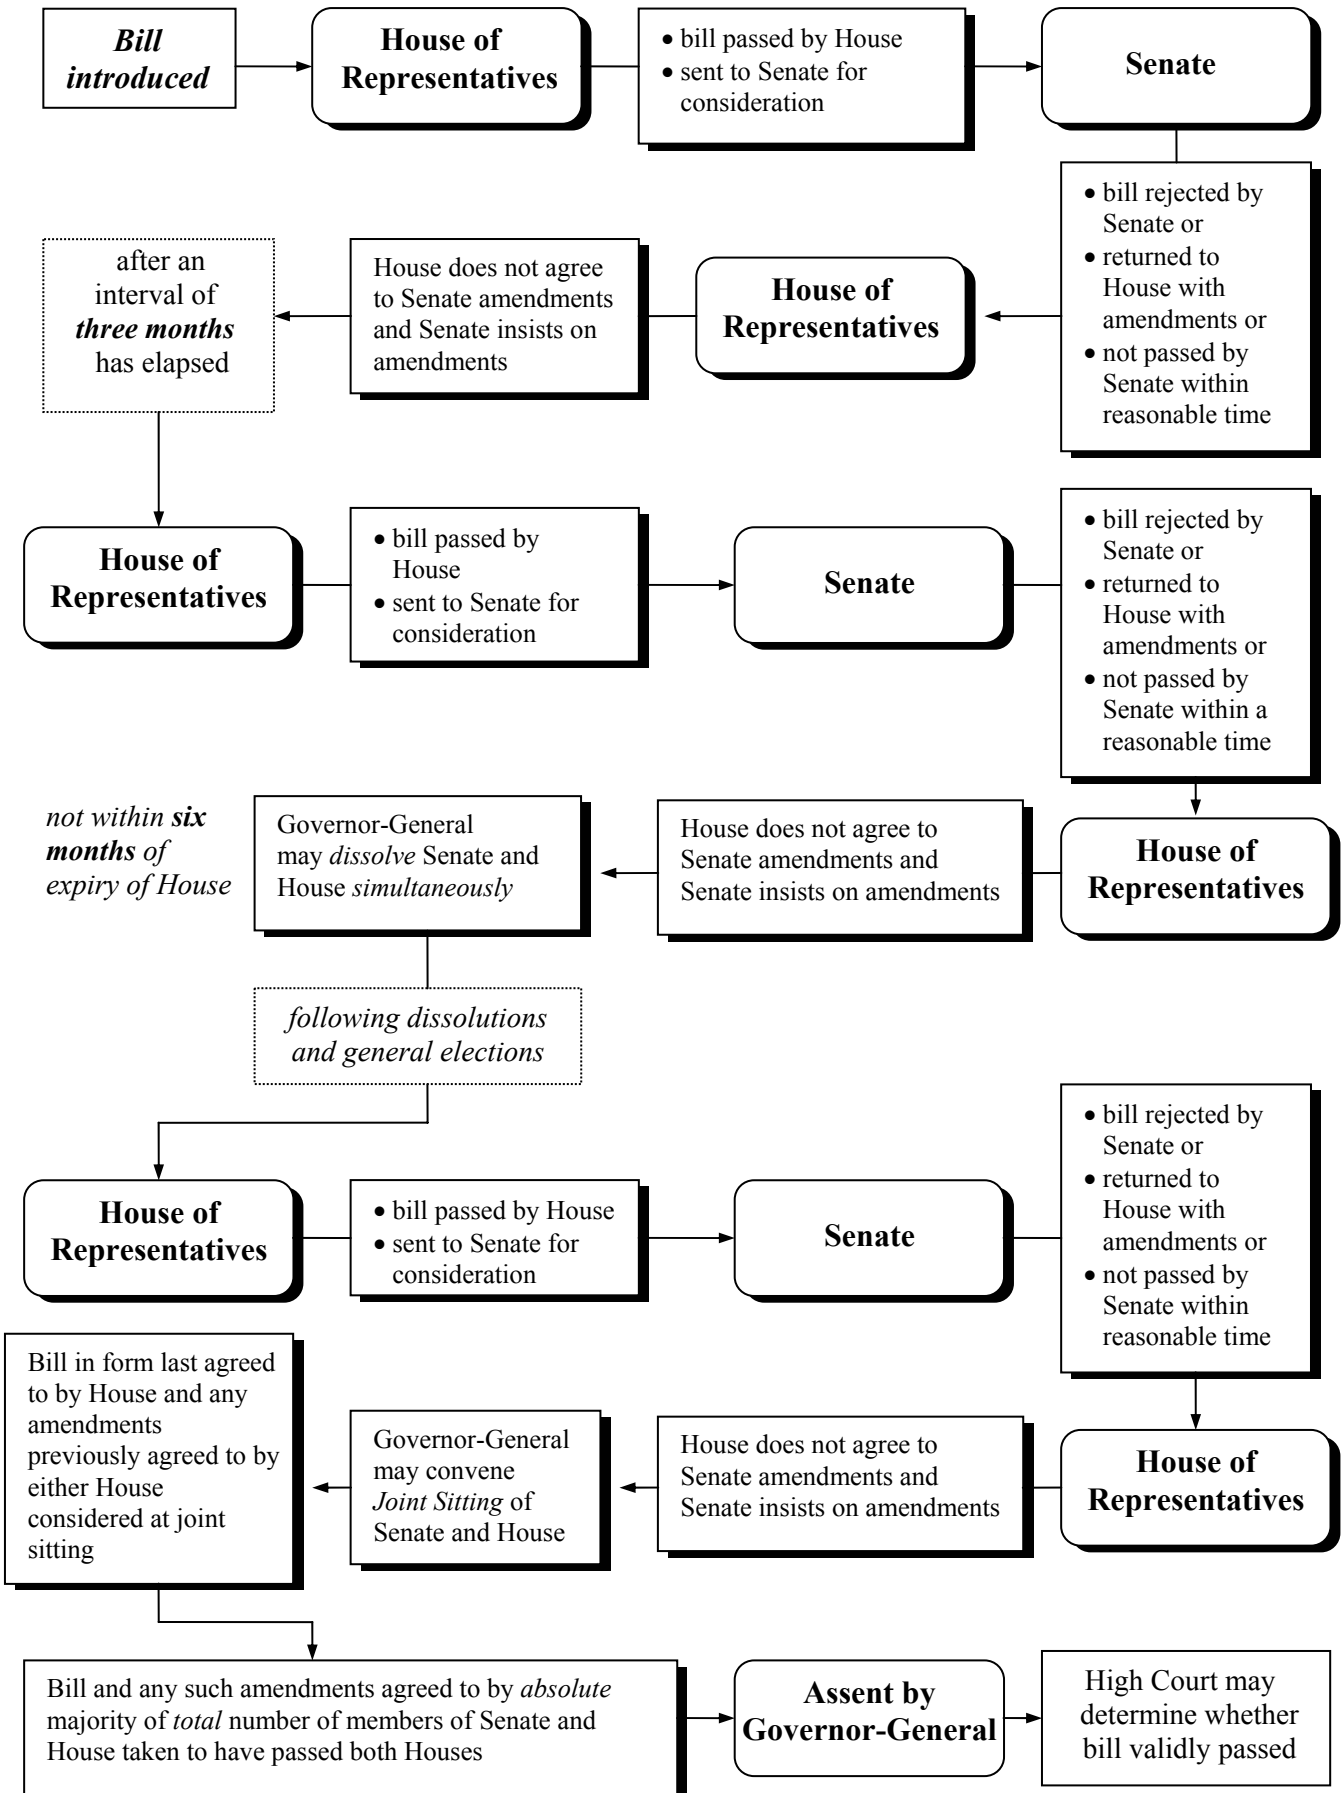 Bill
introduced
House of
Representatives
• bill passed by House
• sent to Senate for
consideration
Senate
• bill rejected by
Senate or
• returned to
House with
amendments or
• not passed by
Senate within
reasonable time
House of
Representatives
House does not agree
to Senate amendments
and Senate insists on
amendments
after an
interval of
three months
has elapsed
House of
Representatives
• bill passed by
House
• sent to Senate for
consideration
Senate
• bill rejected by
Senate or
• returned to
House with
amendments or
• not passed by
Senate within a
reasonable time
House of
Representatives
House does not agree to
Senate amendments and
Senate insists on amendments
Governor-General
may dissolve Senate and
House simultaneously
not within six
months of
expiry of House
following dissolutions
and general elections
House of
Representatives
• bill passed by House
• sent to Senate for
consideration
Senate
• bill rejected by
Senate or
• returned to
House with
amendments or
• not passed by
Senate within
reasonable time
House of
Representatives
House does not agree to
Senate amendments and
Senate insists on amendments
Governor-General
may convene
Joint Sitting of
Senate and House
Bill in form last agreed
to by House and any
amendments
previously agreed to by
either House
considered at joint
sitting
Bill and any such amendments agreed to by absolute
majority of total number of members of Senate and
House taken to have passed both Houses
Assent by
Governor-General
High Court may
determine whether
bill validly passed